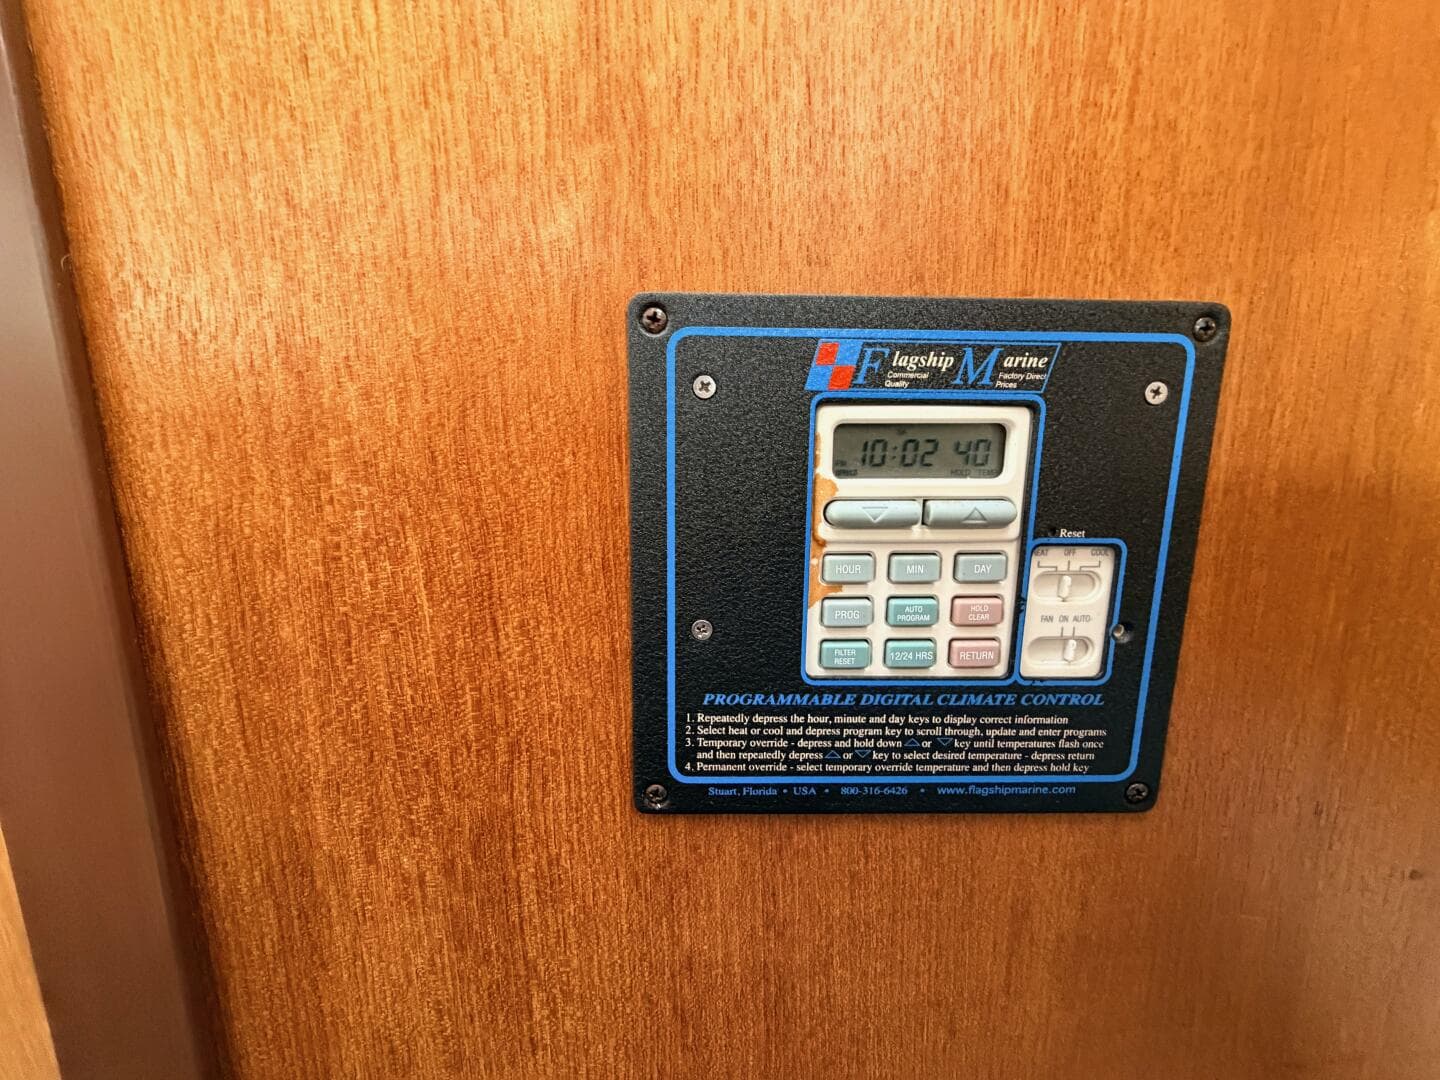 Flagship Marine
Commercial Quality
Factory Direct Prices
10:02 40
HOLD TEMP
HOUR MIN DAY
PROG AUTO PROGRAM HOLD CLEAR
FILTER RESET 12/24 HRS RETURN
Reset
HEAT OFF COOL
FAN ON AUTO
PROGRAMMABLE DIGITAL CLIMATE CONTROL
1. Repeatedly depress the hour, minute and day keys to display correct information
2. Select heat or cool and depress program key to scroll through, update and enter programs
3. Temporary override - depress and hold down △ or ▽ key until temperatures flash once
and then repeatedly depress △ or ▽ key to select desired temperature - depress return
4. Permanent override - select temporary override temperature and then depress hold key
Stuart, Florida • USA • 800-316-6426 • www.flagshipmarine.com